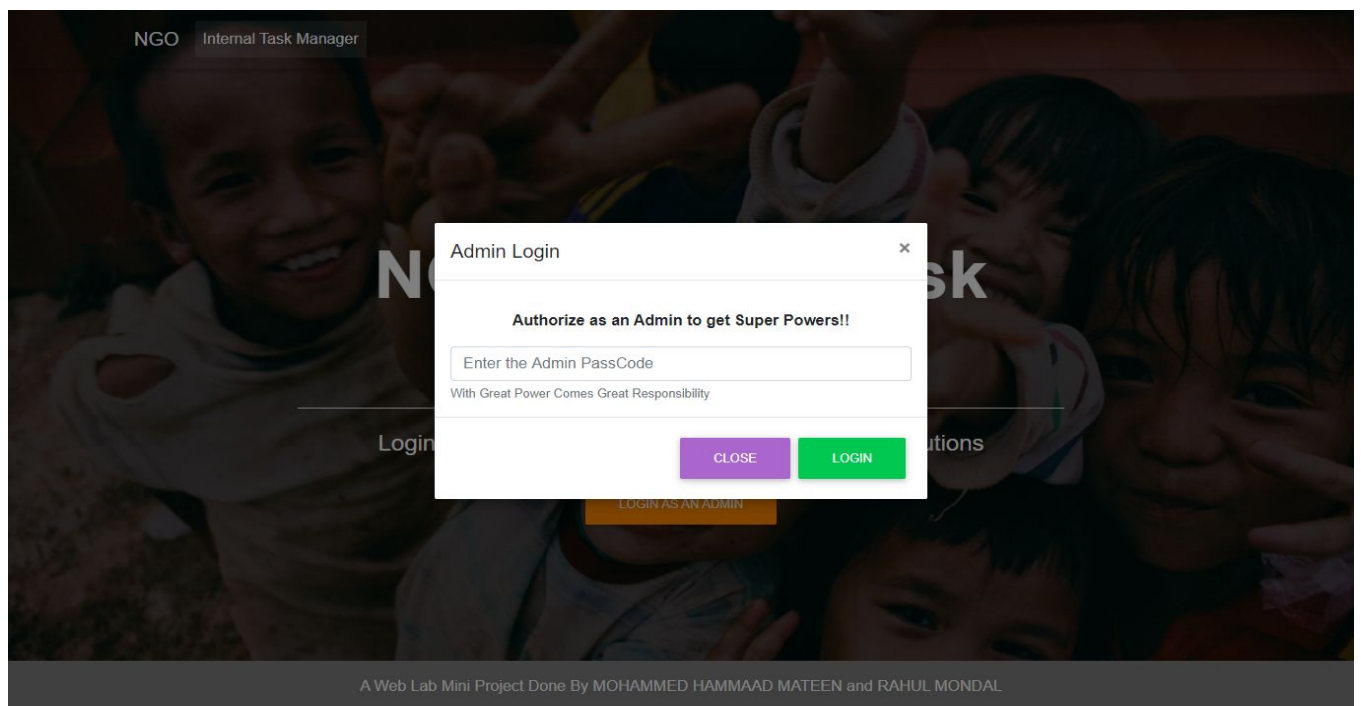 NGO Internal Task Manager
Admin Login ×
sk
Authorize as an Admin to get Super Powers!!
Enter the Admin PassCode
With Great Power Comes Great Responsibility
Login
CLOSE LOGIN
LOGIN AS AN ADMIN
A Web Lab Mini Project Done By MOHAMMED HAMMAAD MATEEN and RAHUL MONDAL